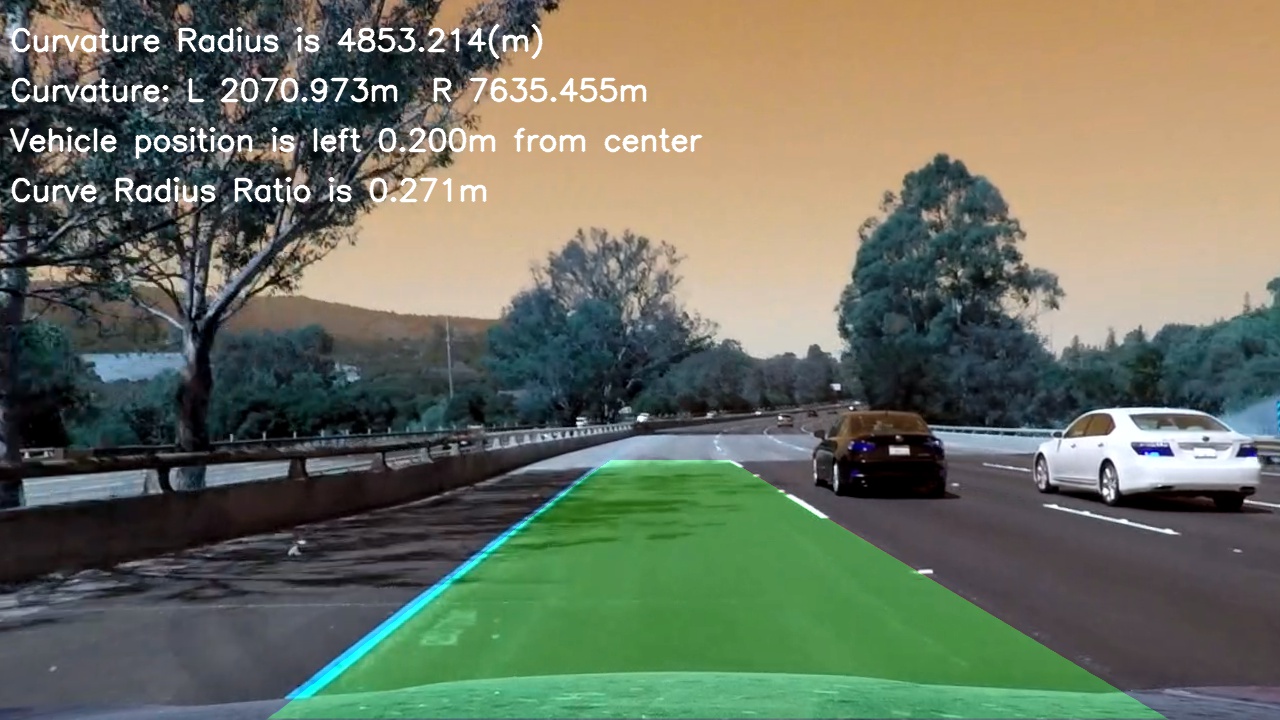 Curvature Radius is 4853.214(m)
Curvature: L 2070.973m R 7635.455m
Vehicle position is left 0.200m from center
Curve Radius Ratio is 0.271m